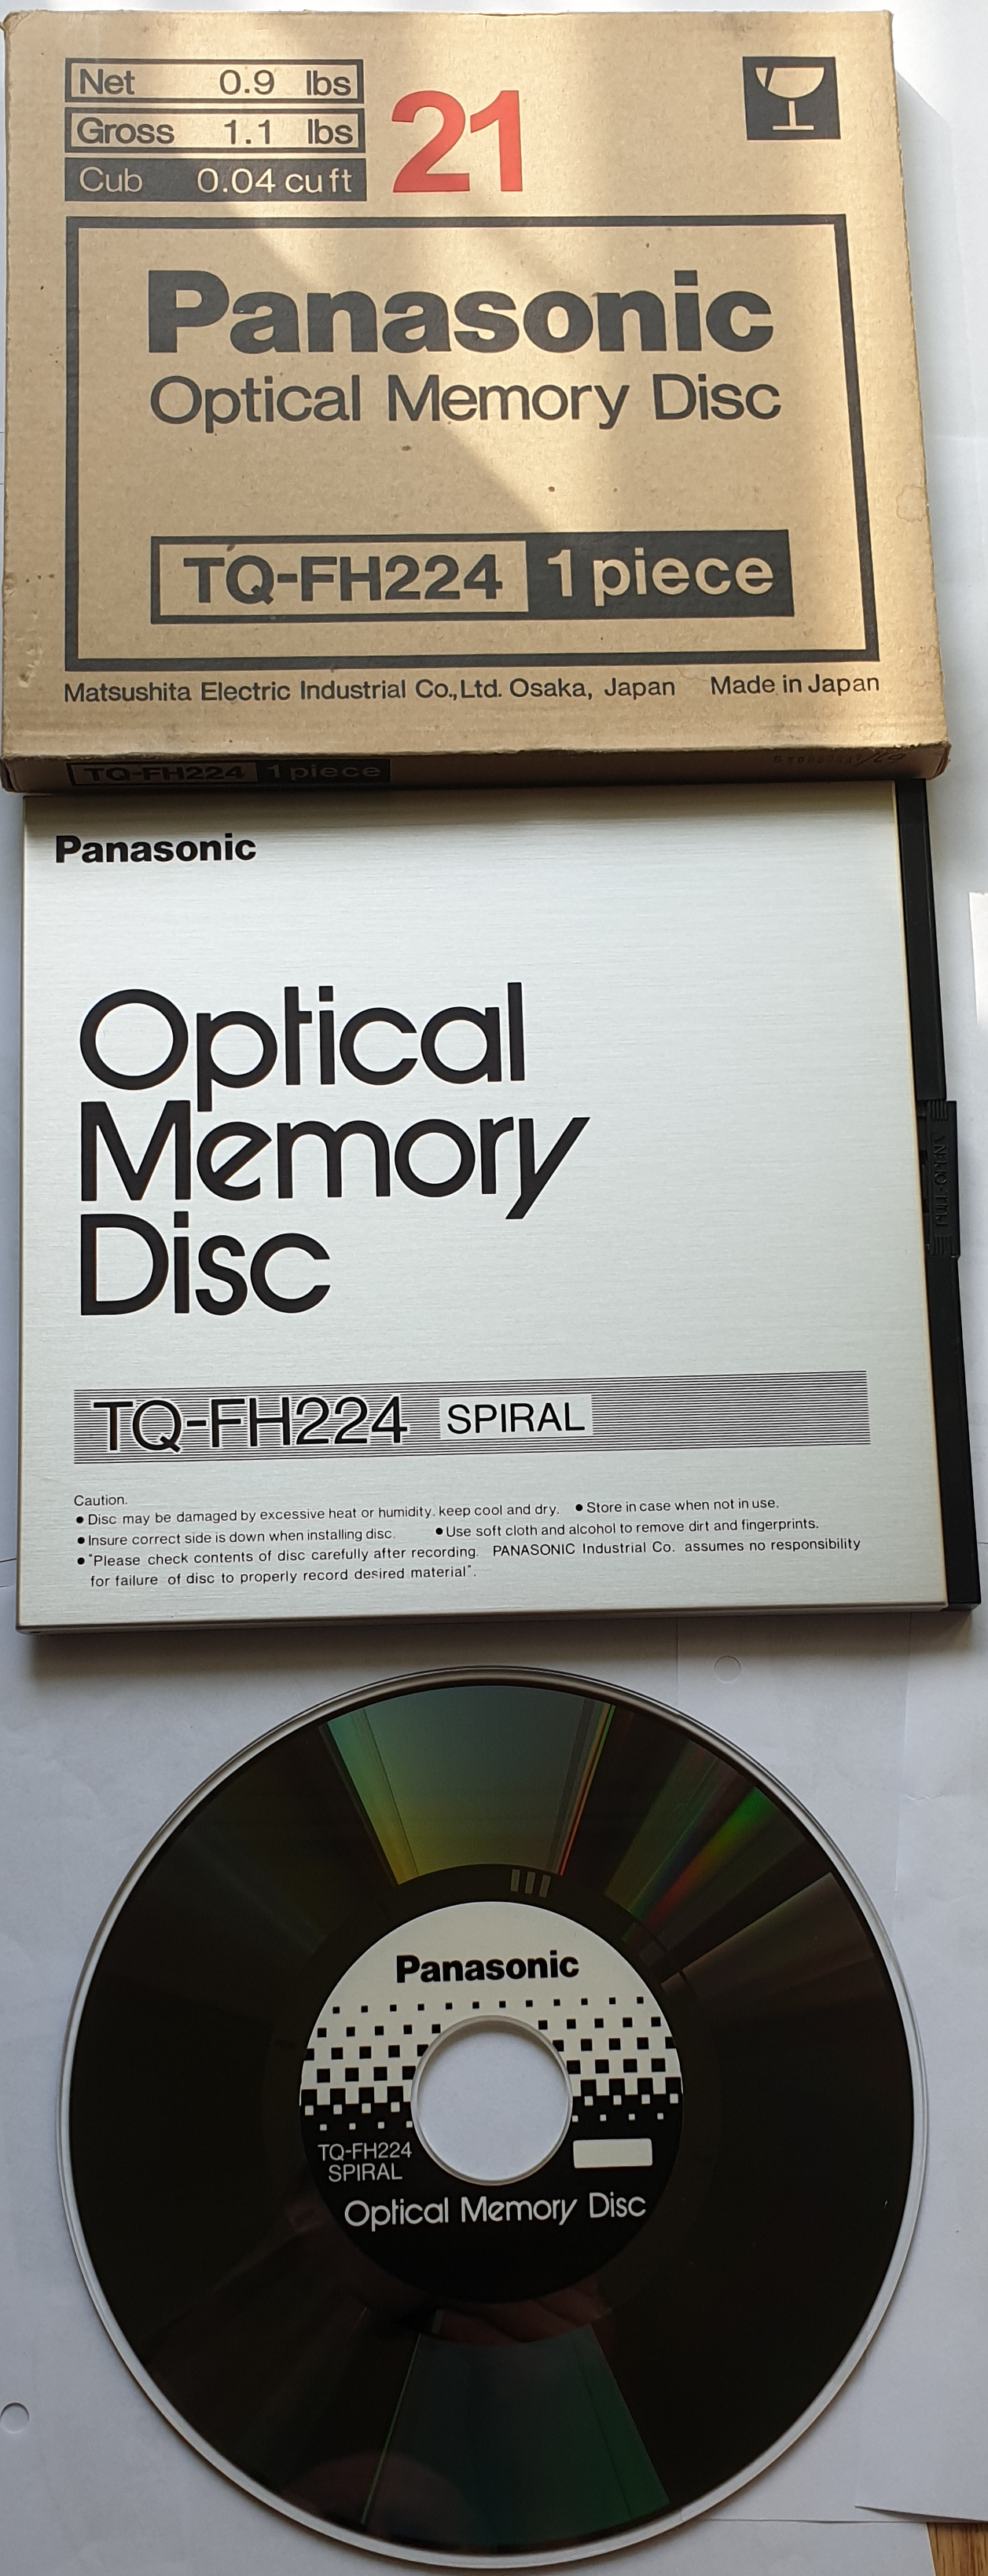 Net 0.9 lbs
Gross 1.1 lbs
Cub 0.04 cu ft
21
Panasonic
Optical Memory Disc
TQ-FH224 1 piece
Matsushita Electric Industrial Co.,Ltd. Osaka, Japan Made in Japan
TQ-FH224 1 piece
Panasonic
Optical
Memory
Disc
TQ-FH224 SPIRAL
Caution.
● Disc may be damaged by excessive heat or humidity. keep cool and dry. ● Store in case when not in use.
● Insure correct side is down when installing disc. ● Use soft cloth and alcohol to remove dirt and fingerprints.
● "Please check contents of disc carefully after recording. PANASONIC Industrial Co. assumes no responsibility
for failure of disc to properly record desired material".
PULL-OPEN
Panasonic
TQ-FH224
SPIRAL
Optical Memory Disc